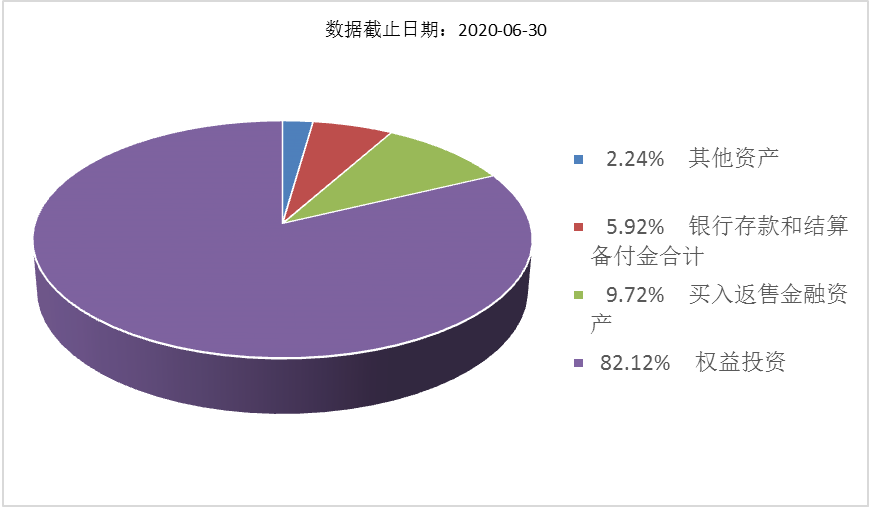 数据截止日期：2020-06-30
2.24% 其他资产
5.92% 银行存款和结算
备付金合计
9.72% 买入返售金融资
产
82.12% 权益投资